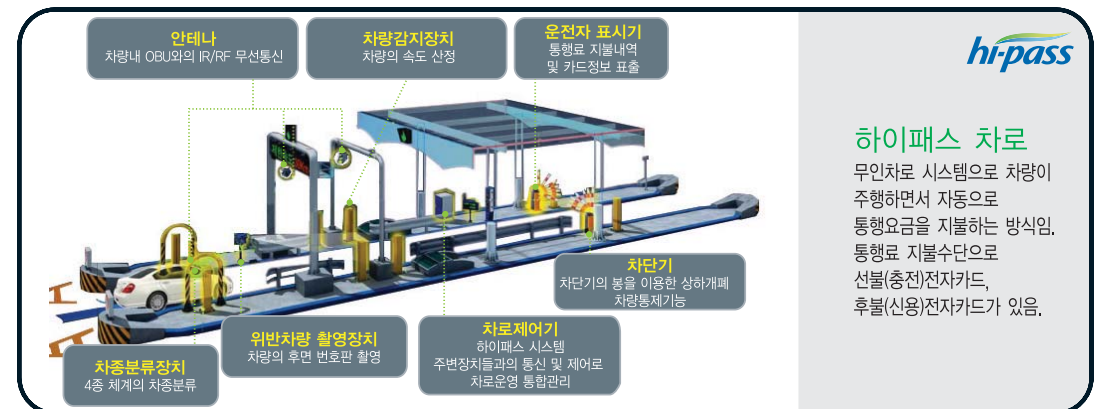 안테나
차량내 OBU와의 IR/RF 무선통신
차량감지장치
차량의 속도 산정
운전자 표시기
통행료 지불내역
및 카드정보 표출
hi-pass
하이패스 차로
무인차로 시스템으로 차량이
주행하면서 자동으로
통행요금을 지불하는 방식임.
통행료 지불수단으로
선불(충전)전자카드,
후불(신용)전자카드가 있음.
차단기
차단기의 봉을 이용한 상하개폐
차량통제기능
위반차량 촬영장치
차량의 후면 번호판 촬영
차로제어기
하이패스 시스템
주변장치들과의 통신 및 제어로
차로운영 통합관리
차종분류장치
4종 체계의 차종분류